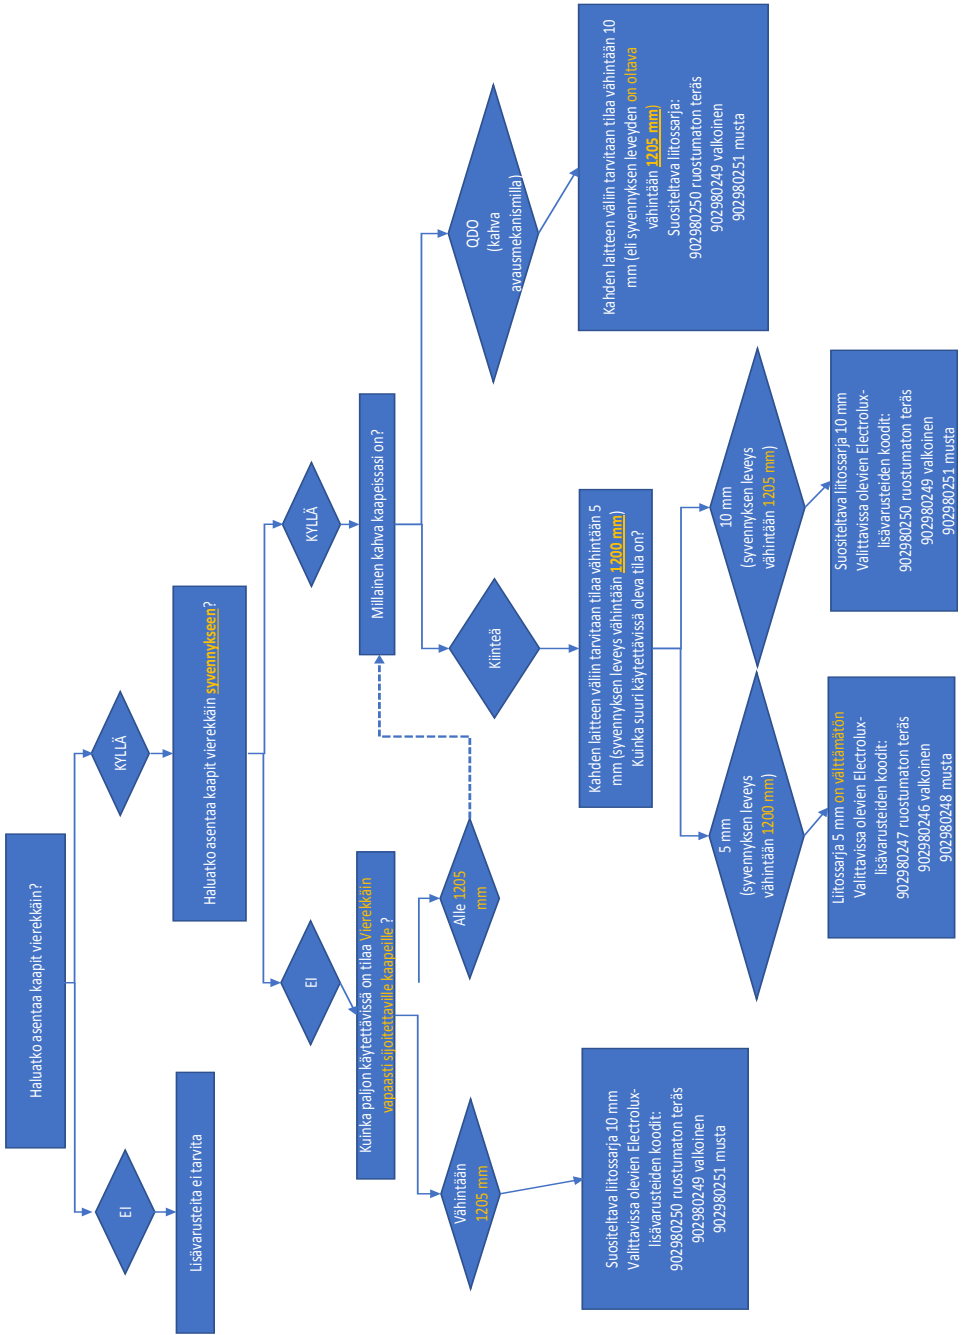 Haluatko asentaa kaapit vierekkäin?
EI
Lisävarusteita ei tarvita
KYLLÄ
Haluatko asentaa kaapit vierekkäin syvennykseen?
EI
Kuinka paljon käytettävissä on tilaa Vierekkäin
vapaasti sijoitettaville kaapeille ?
Vähintään
1205 mm
Suositeltava liitossarja 10 mm
Valittavissa olevien Electrolux-
lisävarusteiden koodit:
902980250 ruostumaton teräs
902980249 valkoinen
902980251 musta
Alle 1205
mm
KYLLÄ
Millainen kahva kaapeissasi on?
Kiinteä
Kahden laitteen väliin tarvitaan tilaa vähintään 5
mm (syvennyksen leveys vähintään 1200 mm)
Kuinka suuri käytettävissä oleva tila on?
5 mm
(syvennyksen leveys
vähintään 1200 mm)
Liitossarja 5 mm on välttämätön
Valittavissa olevien Electrolux-
lisävarusteiden koodit:
902980247 ruostumaton teräs
902980246 valkoinen
902980248 musta
10 mm
(syvennyksen leveys
vähintään 1205 mm)
Suositeltava liitossarja 10 mm
Valittavissa olevien Electrolux-
lisävarusteiden koodit:
902980250 ruostumaton teräs
902980249 valkoinen
902980251 musta
QDO
(kahva
avausmekanismilla)
Kahden laitteen väliin tarvitaan tilaa vähintään 10
mm (eli syvennyksen leveyden on oltava
vähintään 1205 mm)
Suositeltava liitossarja:
902980250 ruostumaton teräs
902980249 valkoinen
902980251 musta